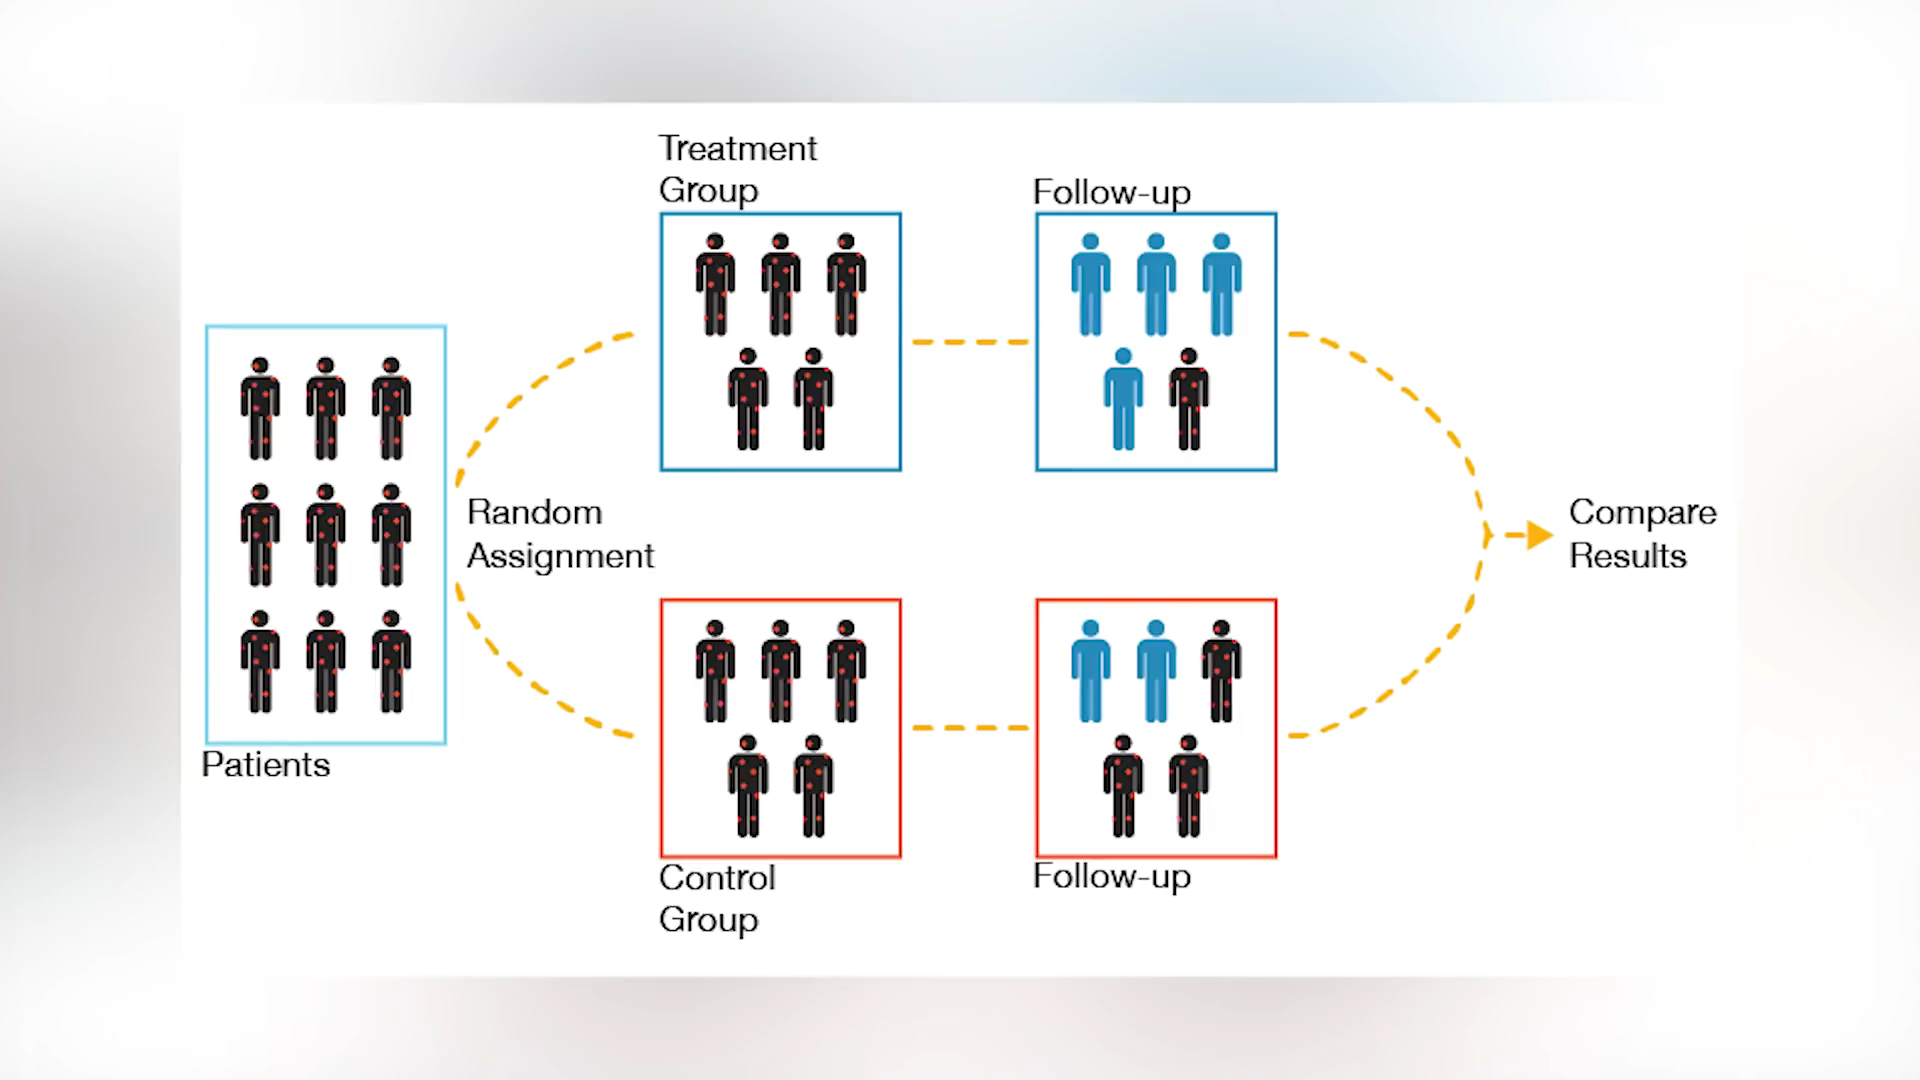 Treatment
Group
Follow-up
Random
Assignment
Compare
Results
Patients
Control
Group
Follow-up